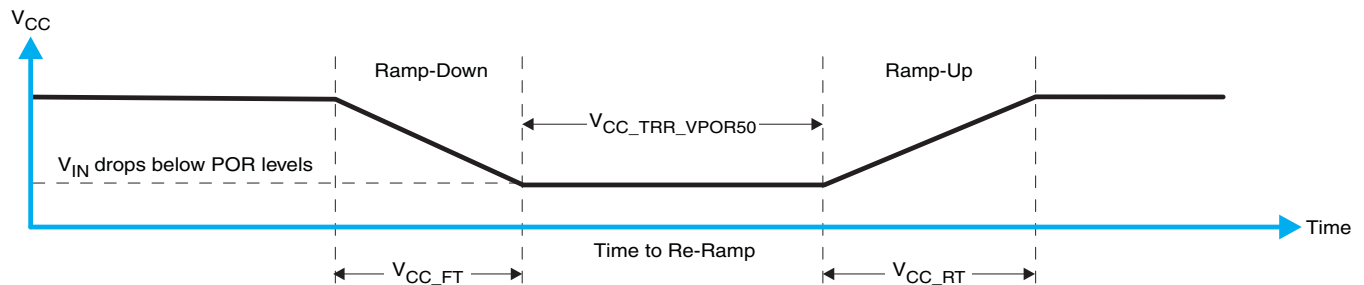 VCC
Ramp-Down
Ramp-Up
VCC_TRR_VPOR50
VIN drops below POR levels
Time
Time to Re-Ramp
VCC_FT
VCC_RT